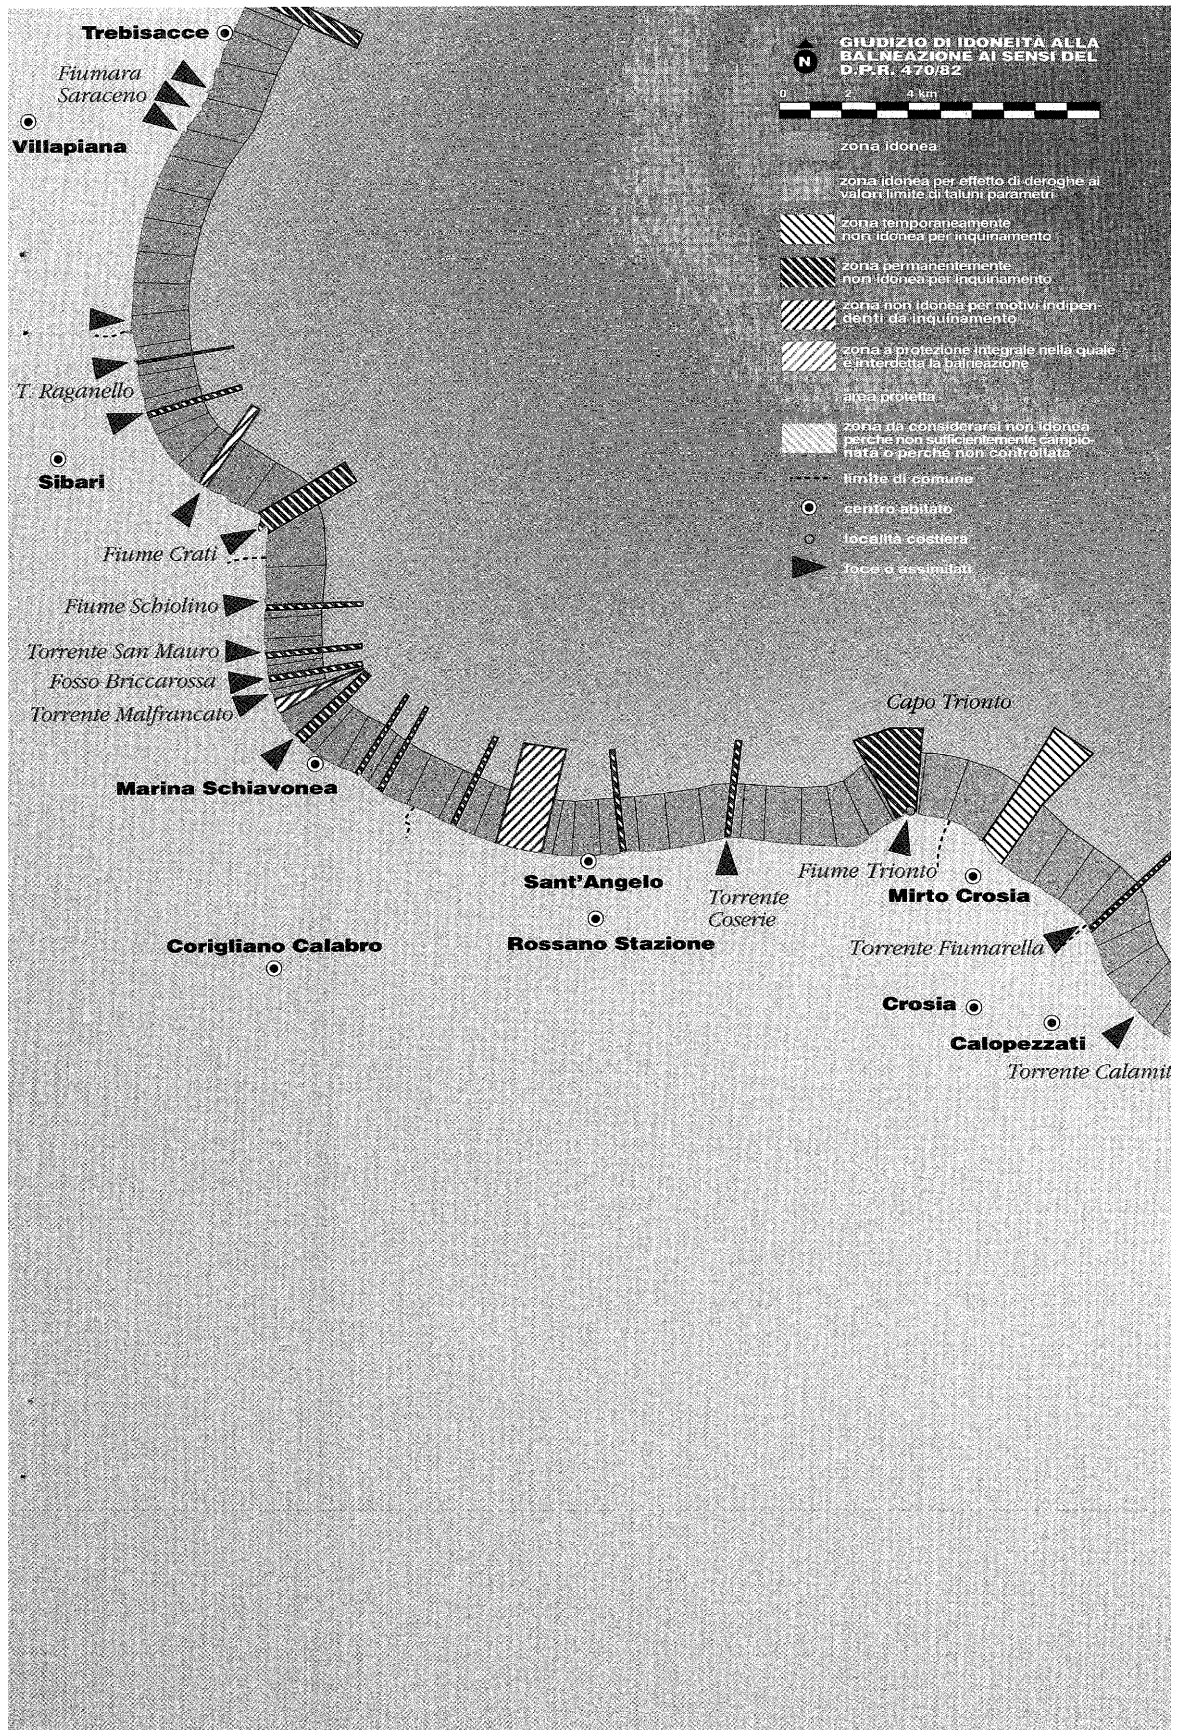 Trebisacce
Fiumara
Saraceno
Villapiana
T. Raganello
Sibari
Fiume Crati
Fiume Schiolino
Torrente San Mauro
Fosso Briccarossa
Torrente Malfrancato
Marina Schiavonea
Corigliano Calabro
Sant'Angelo
Rossano Stazione
Torrente
Coserie
Capo Trionto
Fiume Trionto
Mirto Crosia
Torrente Fiumarella
Crosia
Calopezzati
Torrente Calamit
N
GIUDIZIO DI IDONEITÀ ALLA
BALNEAZIONE AI SENSI DEL
D.P.R. 470/82
0 2 4 km
zona idonea
zona idonea per effetto di deroghe ai
valori limite di taluni parametri
zona temporaneamente
non idonea per inquinamento
zona permanentemente
non idonea per inquinamento
zona non idonea per motivi indipen-
denti da inquinamento
zona a protezione integrale nella quale
è interdetta la balneazione
area protetta
zona da considerarsi non idonea
perché non sufficientemente campio-
nata o perché non controllata
limite di comune
centro abitato
località costiera
foce o assimilati